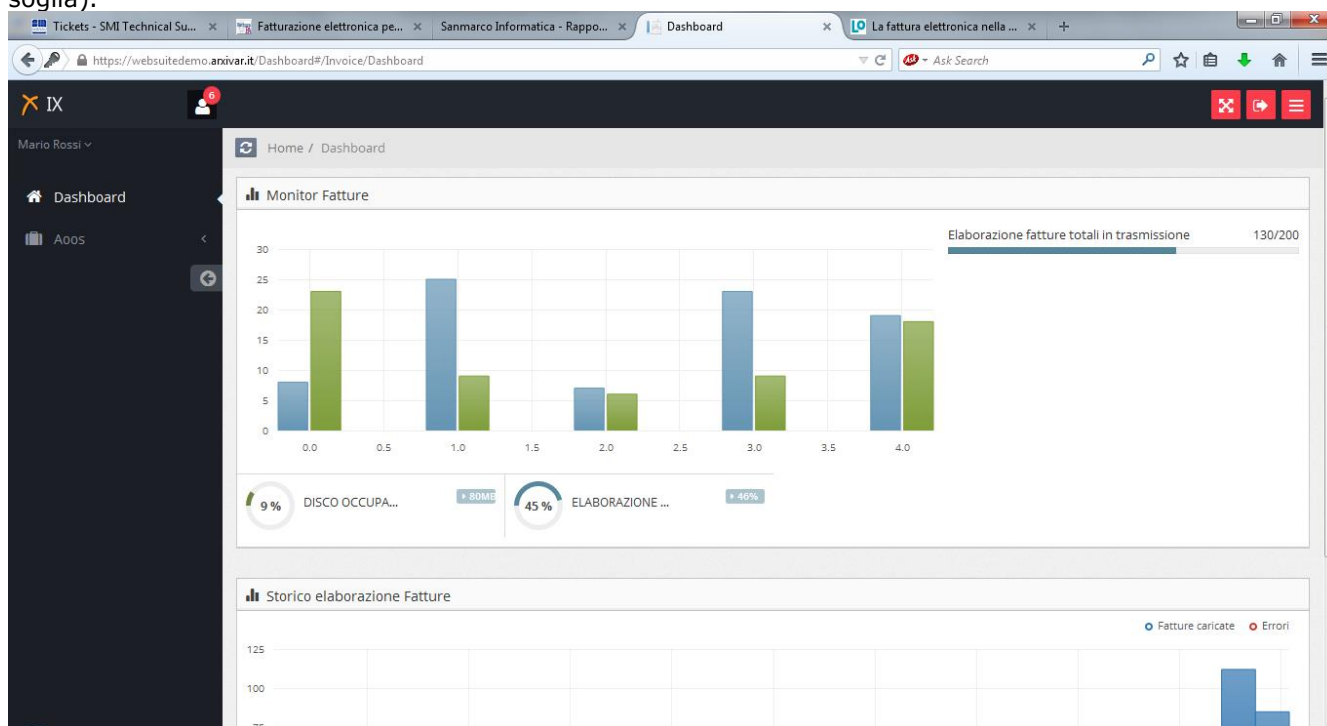 soglia).
Tickets - SMI Technical Su...
Fatturazione elettronica pe...
Sanmarco Informatica - Rappo...
Dashboard
La fattura elettronica nella ...
https://websuitedemo.arxivar.it/Dashboard#/Invoice/Dashboard
Ask Search
IX
6
Mario Rossi
Home / Dashboard
Dashboard
Aoos
Monitor Fatture
Elaborazione fatture totali in trasmissione 130/200
30
25
20
15
10
5
0
0.0 0.5 1.0 1.5 2.0 2.5 3.0 3.5 4.0
9 % DISCO OCCUPA... 80MB
45 % ELABORAZIONE ... 46%
Storico elaborazione Fatture
Fatture caricate Errori
125
100
75